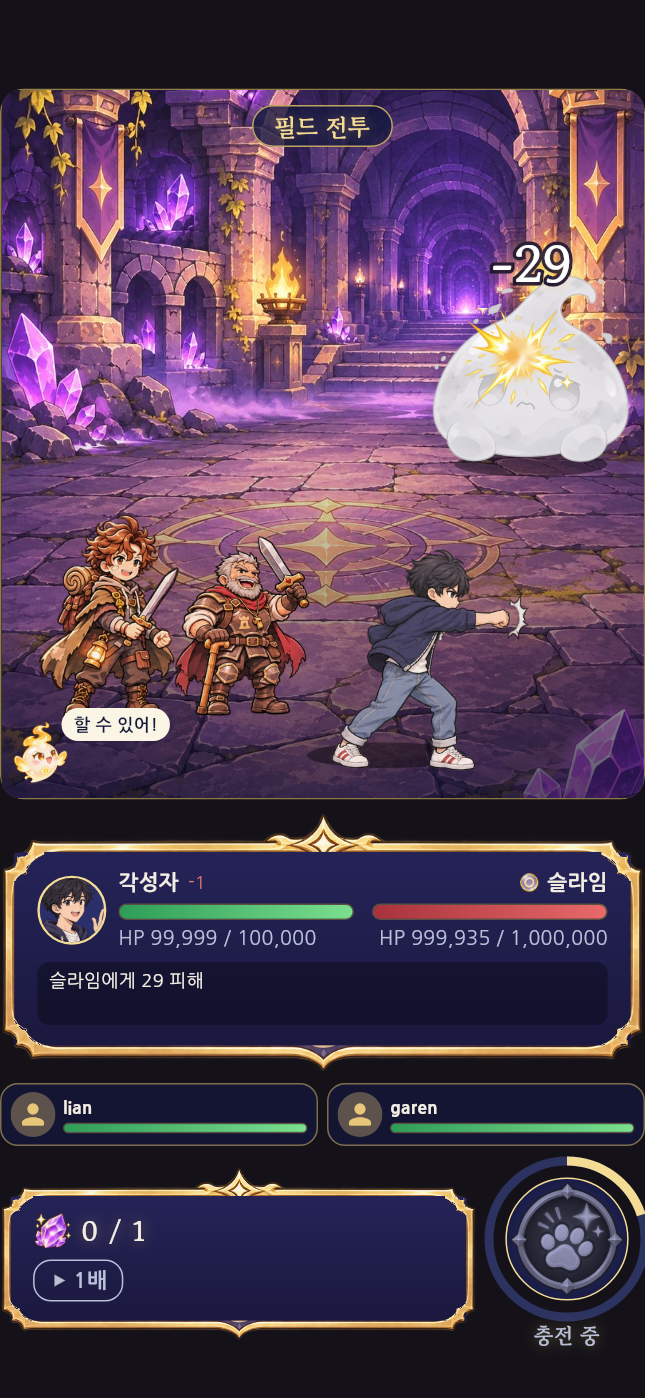 필드 전투
-29
할 수 있어!
각성자 -1
슬라임
HP 99,999 / 100,000
HP 999,935 / 1,000,000
슬라임에게 29 피해
lian
garen
0 / 1
1배
충전 중